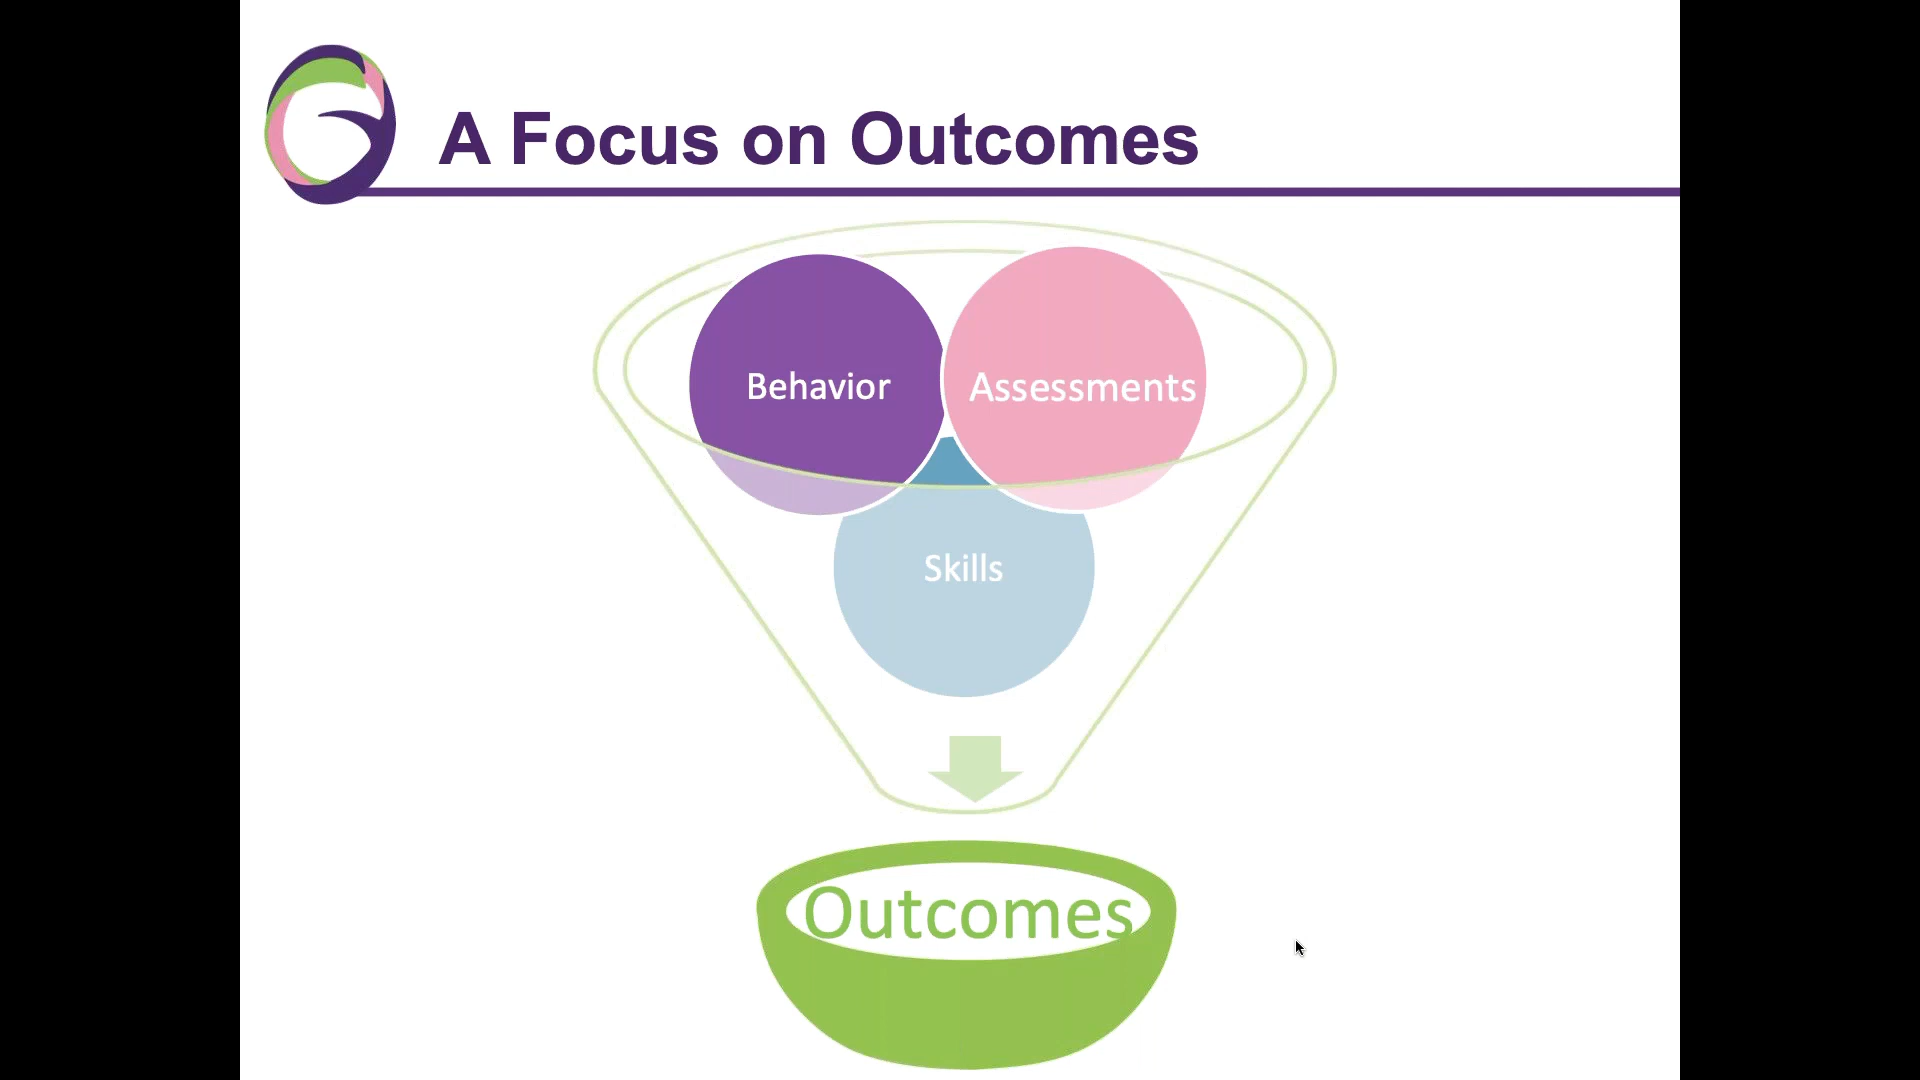 A Focus on Outcomes
Behavior
Assessments
Skills
Outcomes